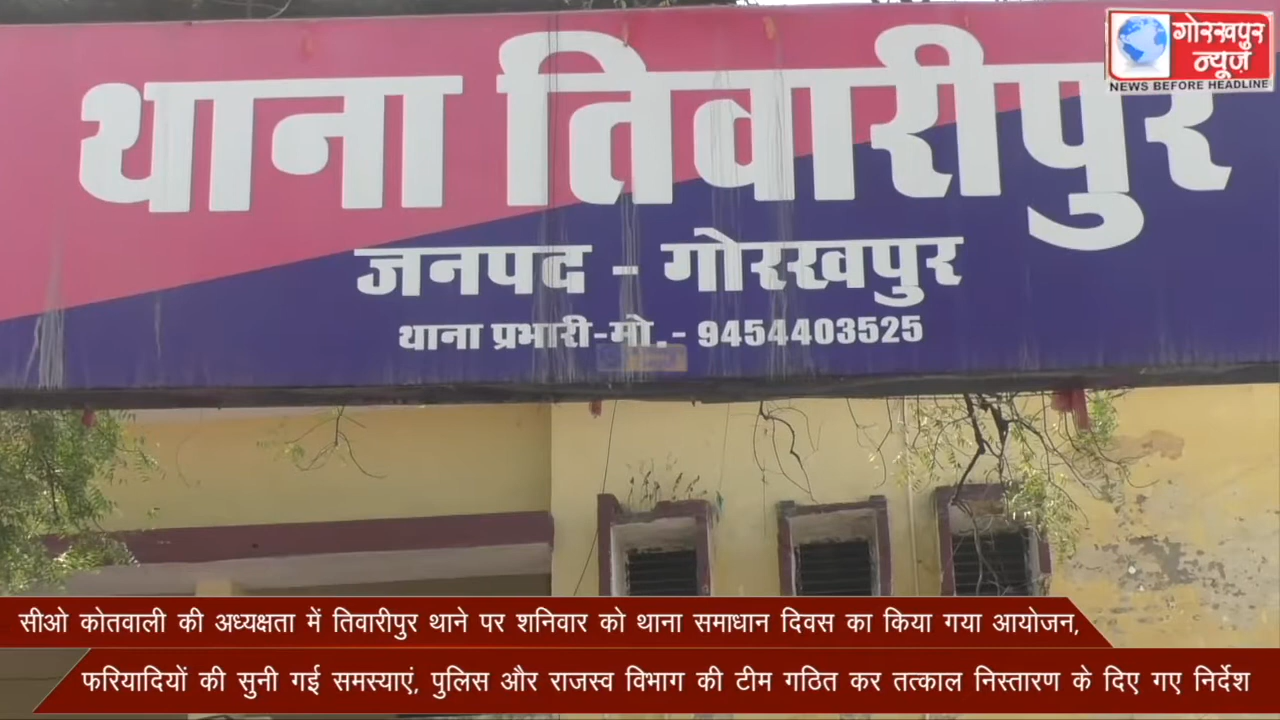 गोरखपुर
न्यूज़
NEWS BEFORE HEADLINE
थाना तिवारीपुर
जनपद - गोरखपुर
थाना प्रभारी-मो.- 9454403525
सीओ कोतवाली की अध्यक्षता में तिवारीपुर थाने पर शनिवार को थाना समाधान दिवस का किया गया आयोजन,
फरियादियों की सुनी गई समस्याएं, पुलिस और राजस्व विभाग की टीम गठित कर तत्काल निस्तारण के दिए गए निर्देश